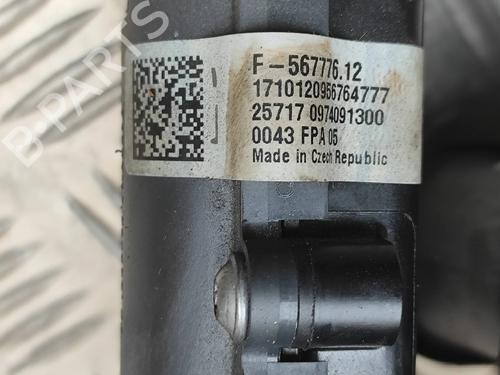 F-567776.12
1710120956764777
25717 0974091300
0043 FPA 05
Made in Czech Republic
B-PARTS